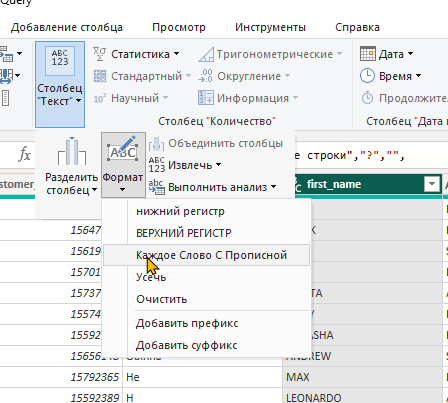 Query
Добавление столбца Просмотр Инструменты Справка
ABC
123
Столбец
"Текст"
Статистика
Стандартный
Научный
Тригонометрические
Округление
Информация
Столбец "Количество"
Дата
Время
Продолжите
Столбец "Дата и
Разделить
столбец
ABC
Формат
Объединить столбцы
ABC
123
Извлечь
abc
Выполнить анализ
fx
е строки","?","",
stomer_
first_name
нижний регистр
ВЕРХНИЙ РЕГИСТР
Каждое Слово С Прописной
Усечь
Очистить
Добавить префикс
Добавить суффикс
15647
15619
15701
15737
15574
15592
15656148
ANDREW
15792365 He
MAX
15592389 H
LEONARDO